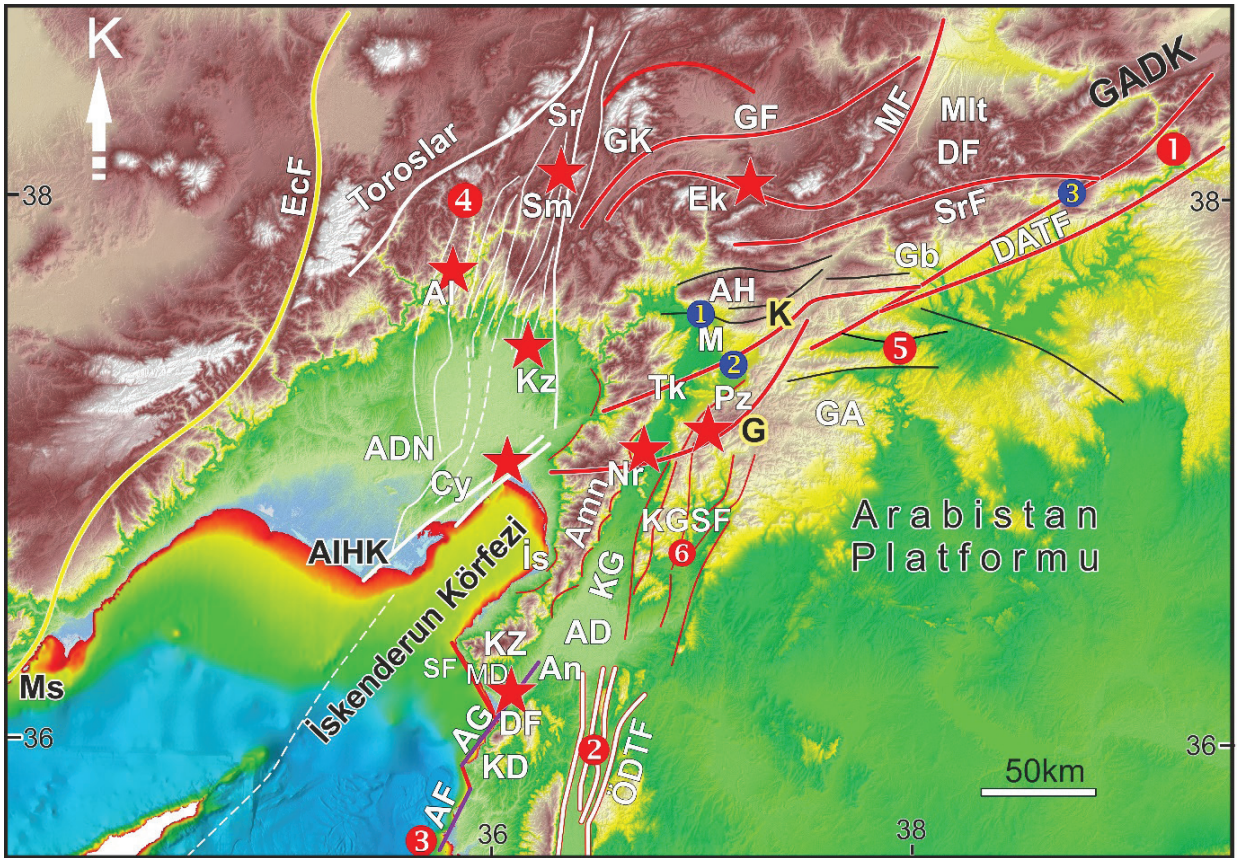 K
EcF
Toroslar
Sr
GK
GF
MF
Mlt
DF
GADK
1
38
4
Sm
Ek
SrF
3
38
DATF
Al
AH
Gb
1
K
M
2
5
Kz
Tk
Pz
GA
ADN
G
Cy
Nr
Amn
KGSF
Arabistan
Platformu
AIHK
İs
6
İskenderun Körfezi
KG
AD
KZ
SF
MD
An
Ms
DF
36
AG
KD
2
ÖDTF
36
50km
AF
3
36
38